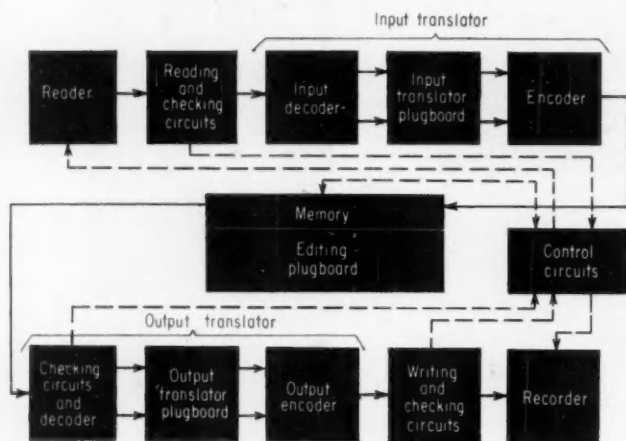 Input translator
Reader
Reading
and
checking
circuits
Input
decoder
Input
translator
plugboard
Encoder
Memory
Editing
plugboard
Control
circuits
Output translator
Checking
circuits
and
decoder
Output
translator
plugboard
Output
encoder
Writing
and
checking
circuits
Recorder